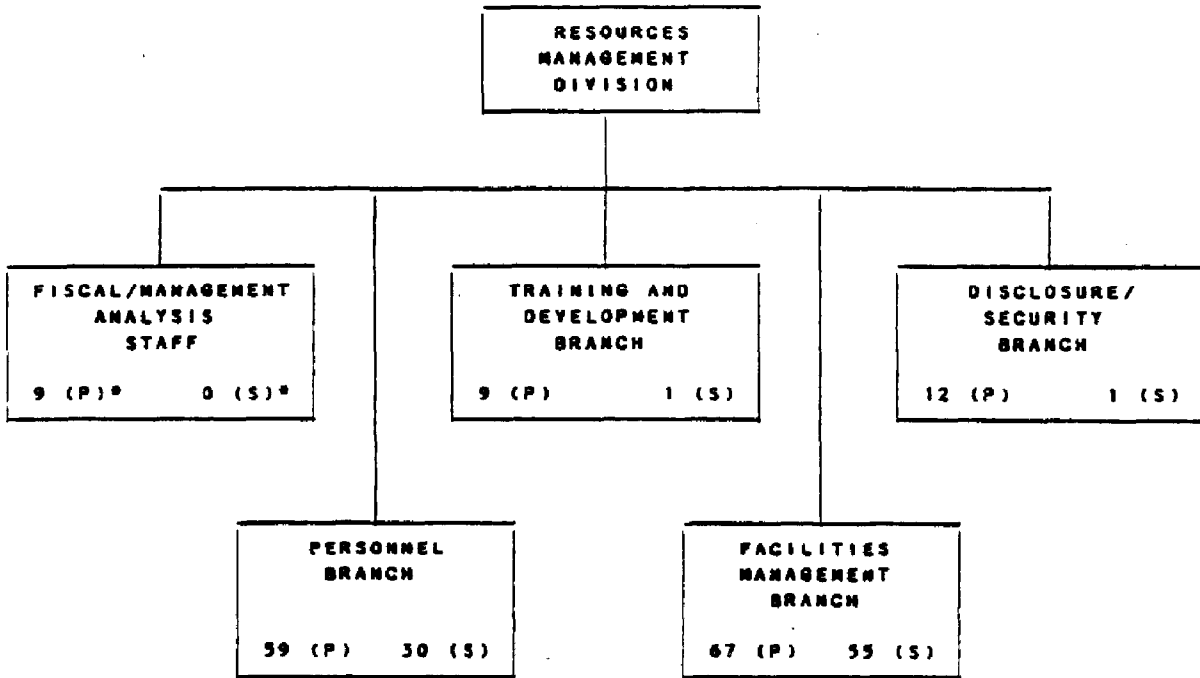 RESOURCES
MANAGEMENT
DIVISION
FISCAL/MANAGEMENT
ANALYSIS
STAFF
9 (P)* 0 (S)*
TRAINING AND
DEVELOPMENT
BRANCH
9 (P) 1 (S)
DISCLOSURE/
SECURITY
BRANCH
12 (P) 1 (S)
PERSONNEL
BRANCH
59 (P) 30 (S)
FACILITIES
MANAGEMENT
BRANCH
67 (P) 55 (S)